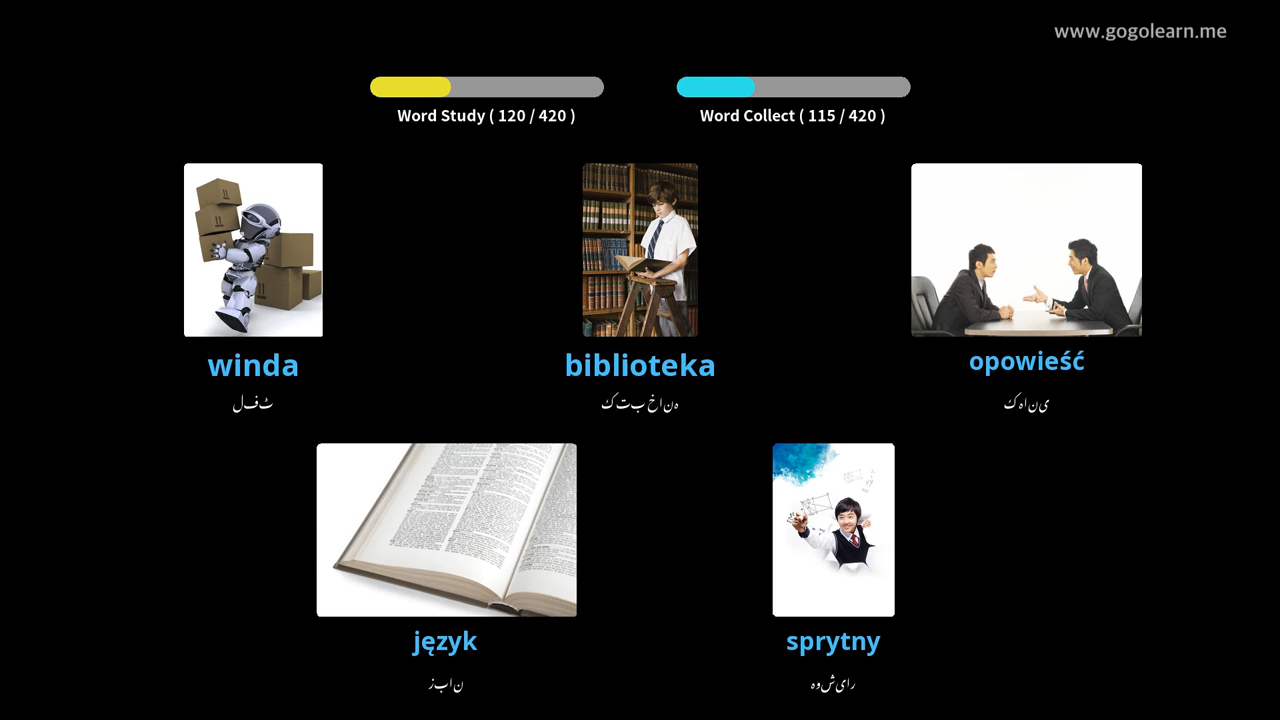 www.gogolearn.me
Word Study ( 120 / 420 )
Word Collect ( 115 / 420 )
winda
biblioteka
opowieść
لفٹ
کتب خانہ
کہانی
język
sprytny
زبان
ہوشیار